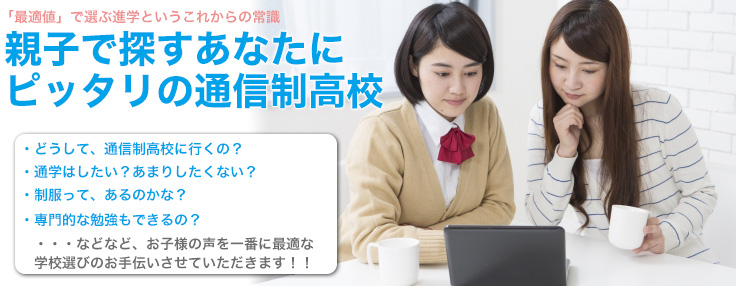 「最適値」で選ぶ進学というこれからの常識
親子で探すあなたに
ピッタリの通信制高校
・どうして、通信制高校に行くの？
・通学はしたい？あまりしたくない？
・制服って、あるのかな？
・専門的な勉強もできるの？
・・・などなど、お子様の声を一番に最適な
学校選びのお手伝いさせていただきます！！